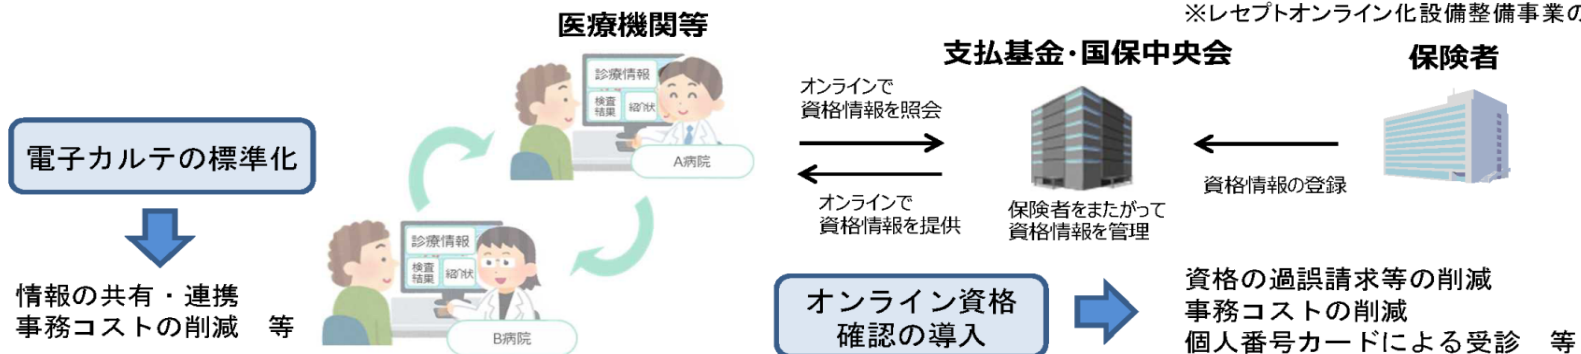 ※レセプトオンライン化設備整備事業の
医療機関等
支払基金・国保中央会
保険者
電子カルテの標準化
情報の共有・連携
事務コストの削減　等
診療情報
検査
結果
紹介状
A病院
診療情報
検査
結果
紹介状
B病院
オンラインで
資格情報を照会
オンラインで
資格情報を提供
保険者をまたがって
資格情報を管理
資格情報の登録
オンライン資格
確認の導入
資格の過誤請求等の削減
事務コストの削減
個人番号カードによる受診　等